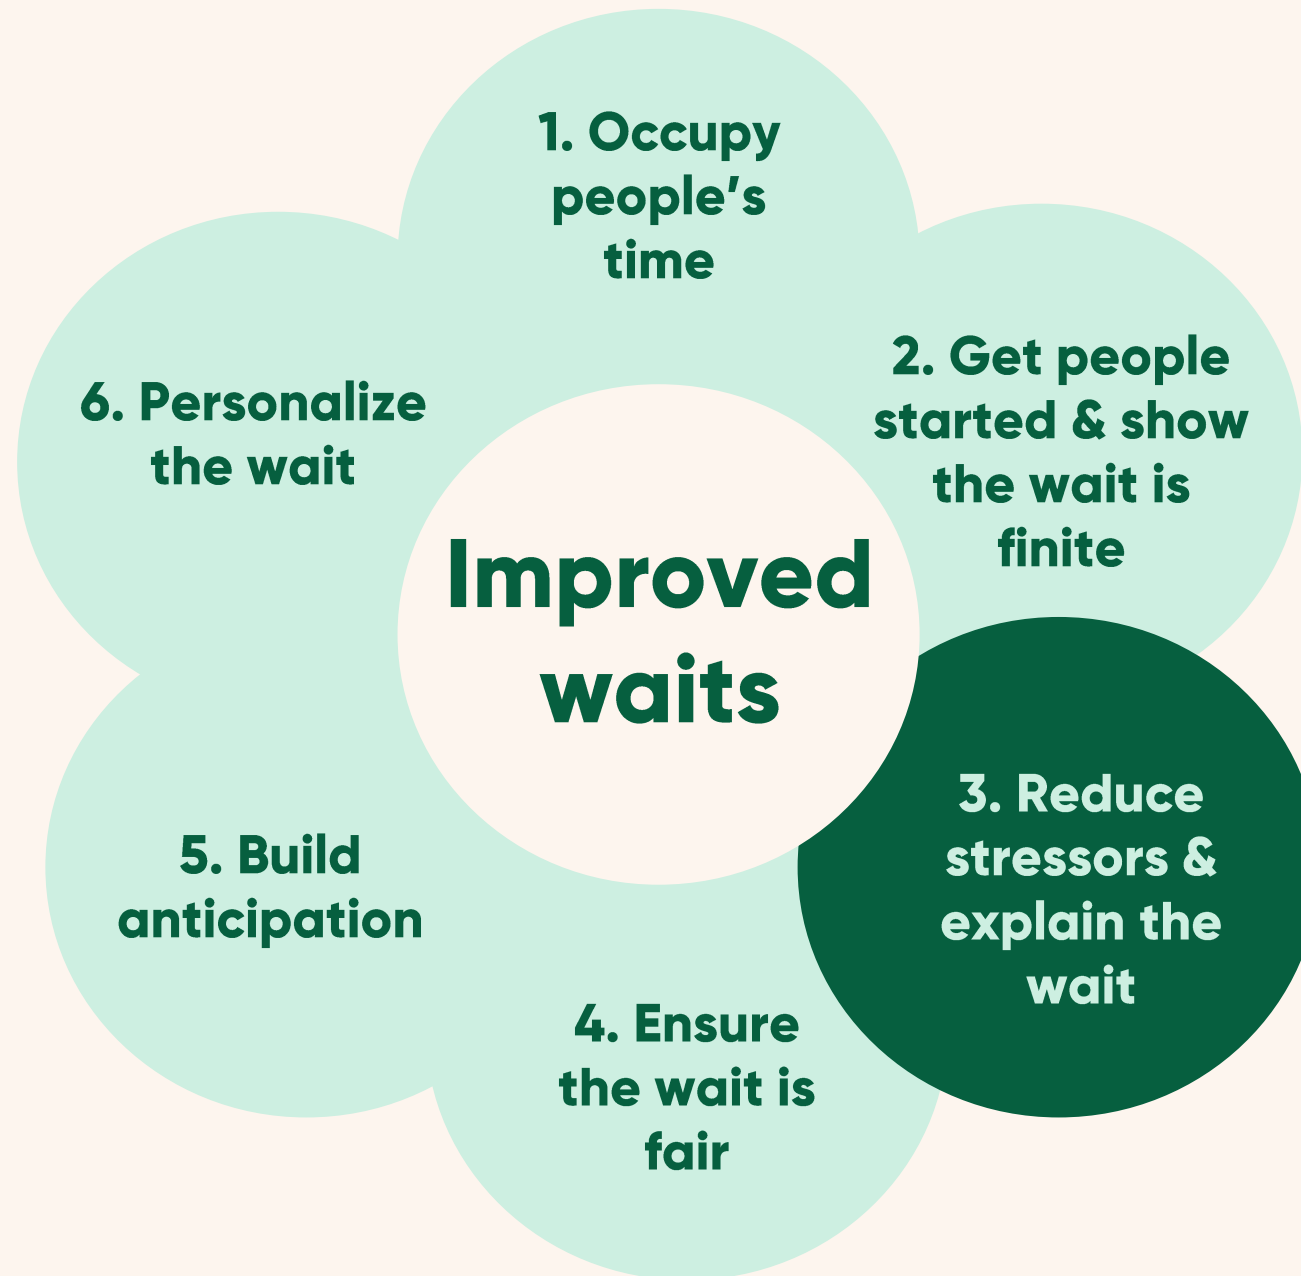 1. Occupy
people’s
time
2. Get people
started & show
the wait is
finite
3. Reduce
stressors &
explain the
wait
4. Ensure
the wait is
fair
5. Build
anticipation
6. Personalize
the wait
Improved
waits